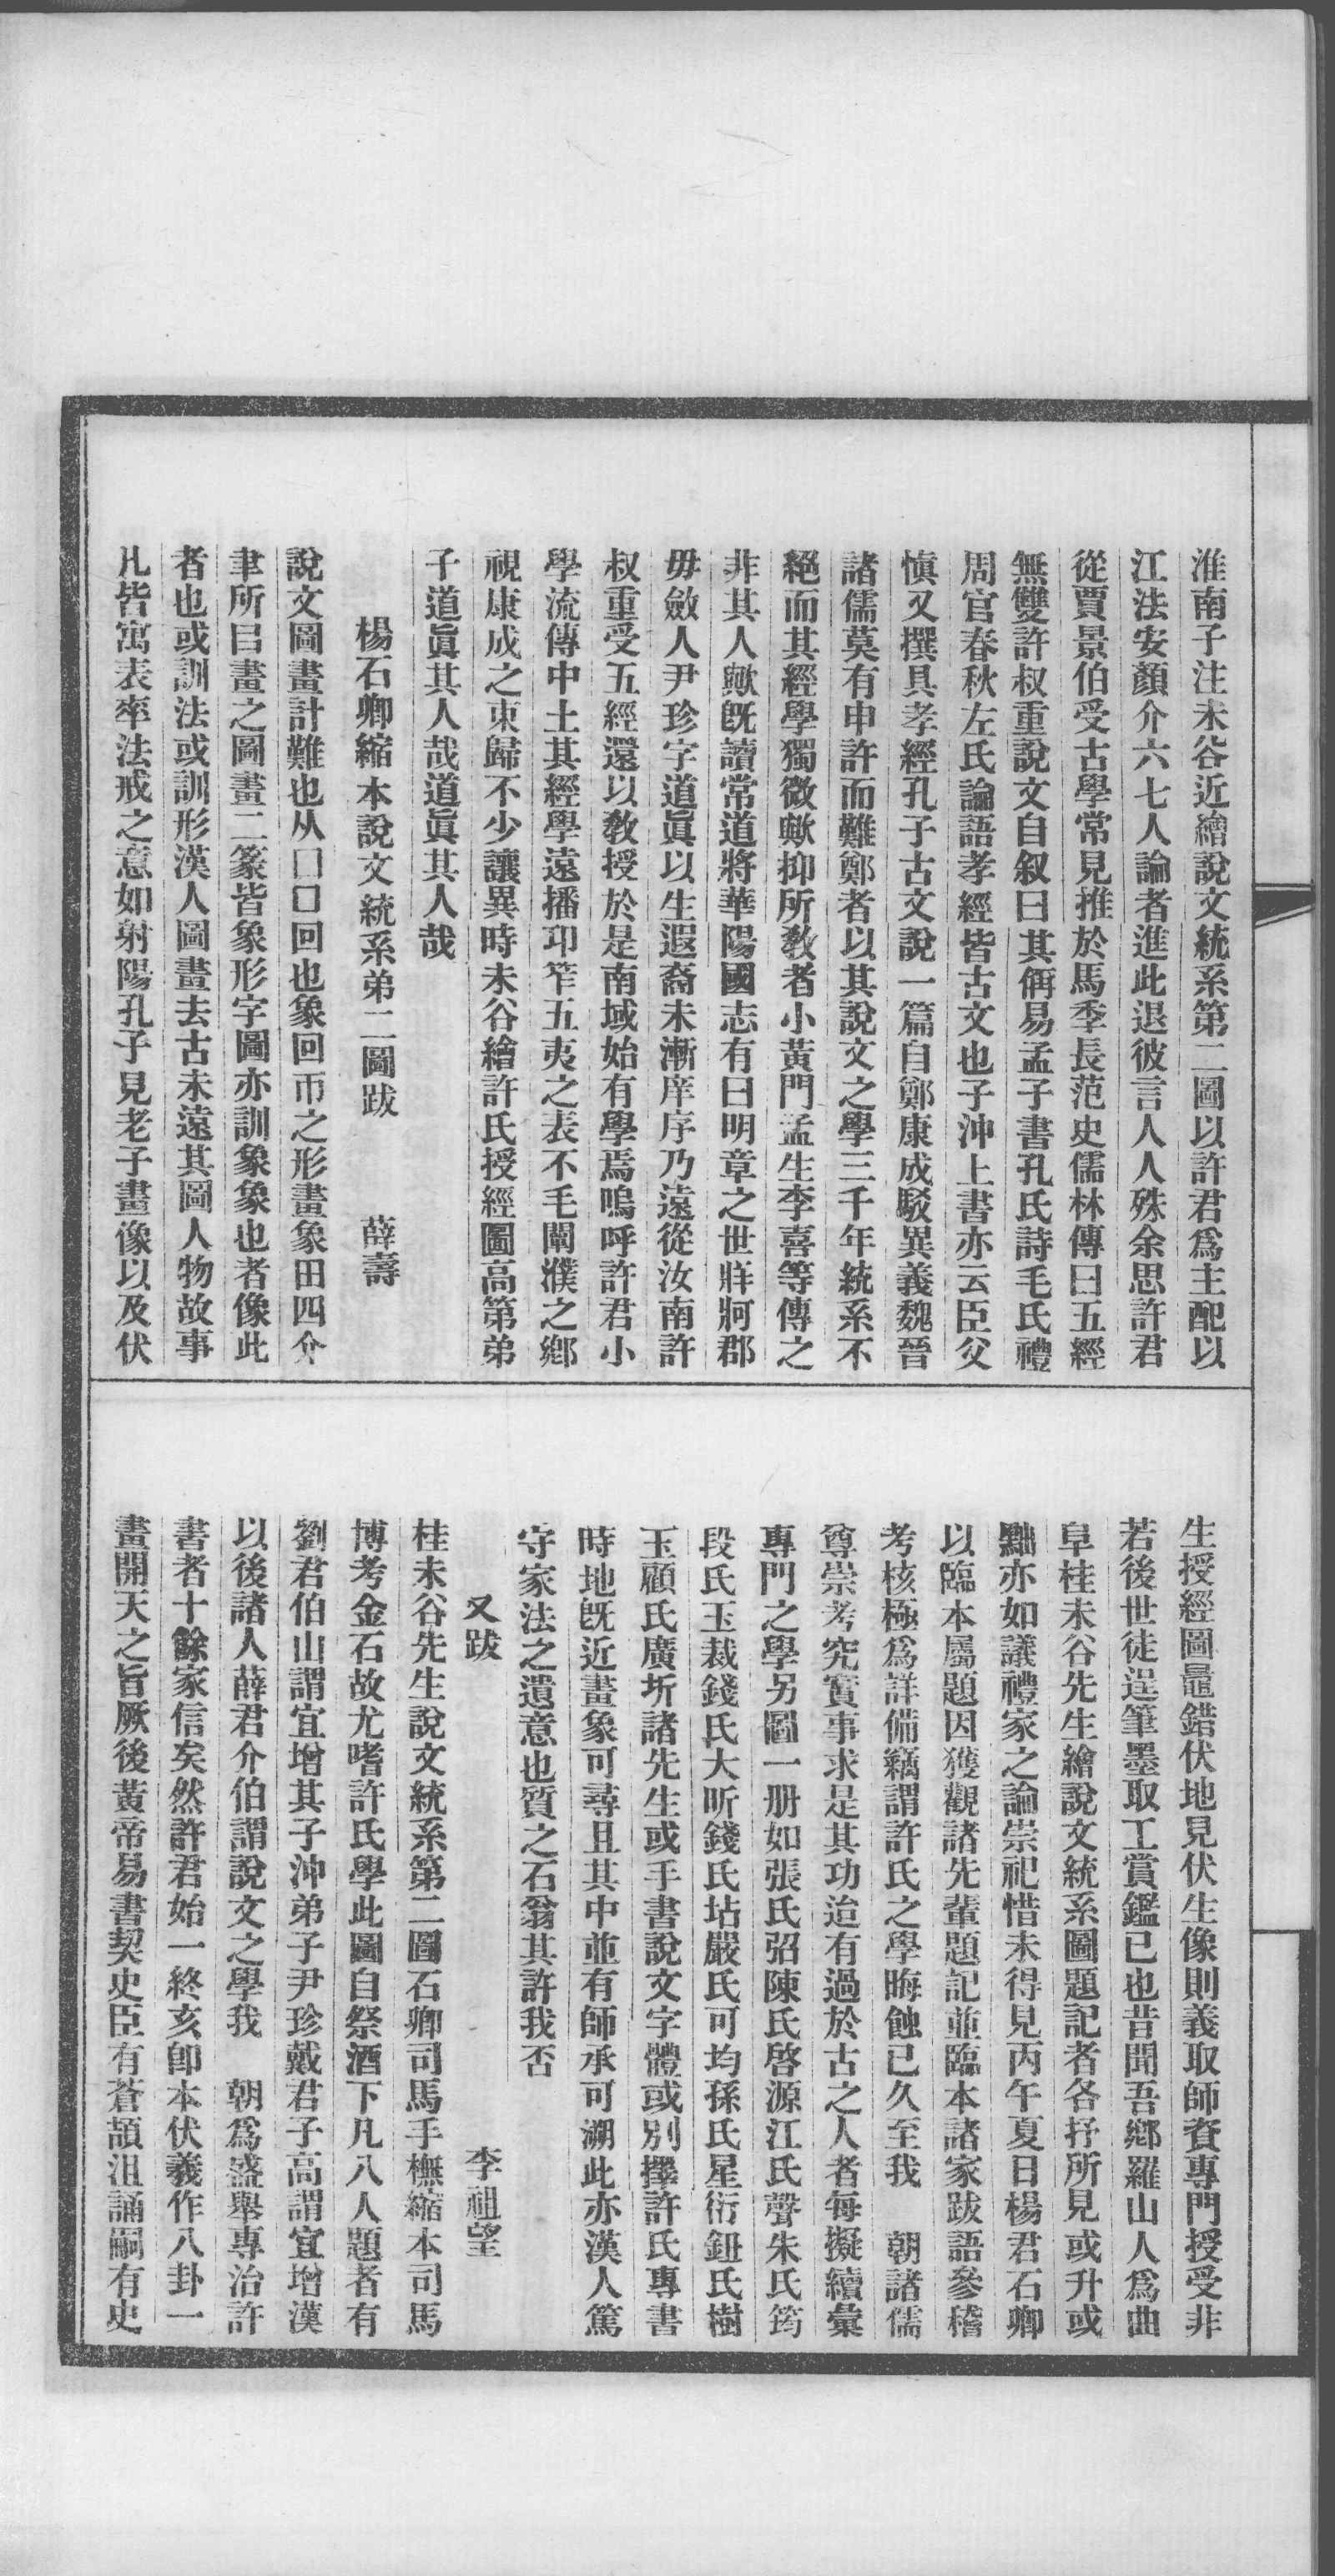 淮南子注未谷近繪說文統系第二圖以許君爲主配以
江法安顏介六七人論者進此退彼言人人殊余思許君
從賈景伯受古學常見推於馬季長范史儒林傳曰五經
無雙許叔重說文自叙曰其偁易孟子書孔氏詩毛氏禮
周官春秋左氏論語孝經皆古文也子沖上書亦云臣父
愼又撰具孝經孔子古文說一篇自鄭康成駁異義魏晉
諸儒莫有申許而難鄭者以其說文之學三千年統系不
絕而其經學獨微歟抑所敎者小黃門孟生李喜等傳之
非其人歟旣讀常道將華陽國志有曰明章之世牂牁郡
毋斂人尹珍字道眞以生遐裔未漸庠序乃遠從汝南許
叔重受五經還以敎授於是南域始有學焉嗚呼許君小
學流傳中土其經學遠播卭笮五夷之表不毛闡濮之鄕
視康成之東歸不少讓異時未谷繪許氏授經圖高第弟
子道眞其人哉道眞其人哉
楊石卿縮本說文統系弟二圖跋 薛壽
說文圖畫計難也从囗囗回也象回帀之形畫象田四介
聿所㠯畫之圖畫二篆皆象形字圖亦訓象象也者像此
者也或訓法或訓形漢人圖畫去古未遠其圖人物故事
凡皆寓表率法戒之意如射陽孔子見老子畫像以及伏
生授經圖鼂錯伏地見伏生像則義取師資專門授受非
若後世徒逞筆墨取工賞鑑已也昔聞吾鄕羅山人爲曲
阜桂未谷先生繪說文統系圖題記者各抒所見或升或
黜亦如議禮家之論崇祀惜未得見丙午夏日楊君石卿
以臨本屬題因獲觀諸先輩題記並臨本諸家跋語參稽
考核極爲詳備竊謂許氏之學晦蝕已久至我 朝諸儒
尊崇考究實事求是其功迨有過於古之人者每擬續彙
專門之學另圖一册如張氏弨陳氏啓源江氏聲朱氏筠
段氏玉裁錢氏大昕錢氏坫嚴氏可均孫氏星衍鈕氏樹
玉顧氏廣圻諸先生或手書說文字體或別擇許氏專書
時地旣近畫象可尋且其中並有師承可溯此亦漢人篤
守家法之遺意也質之石翁其許我否
又跋 李祖望
桂未谷先生說文統系第二圖石卿司馬手橅縮本司馬
博考金石故尤嗜許氏學此圖自祭酒下凡八人題者有
劉君伯山謂宜增其子沖弟子尹珍戴君子高謂宜增漢
以後諸人薛君介伯謂說文之學我 朝爲盛舉專治許
書者十餘家信矣然許君始一終亥卽本伏羲作八卦一
畫開天之旨厥後黃帝易書契史臣有蒼頡沮誦嗣有史